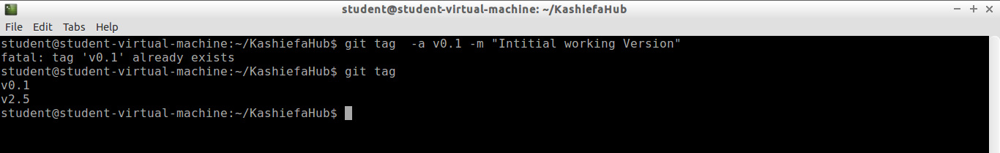 student@student-virtual-machine: ~/KashiefaHub
File Edit Tabs Help
student@student-virtual-machine:~/KashiefaHub$ git tag  -a v0.1 -m "Intitial working Version"
fatal: tag 'v0.1' already exists
student@student-virtual-machine:~/KashiefaHub$ git tag
v0.1
v2.5
student@student-virtual-machine:~/KashiefaHub$